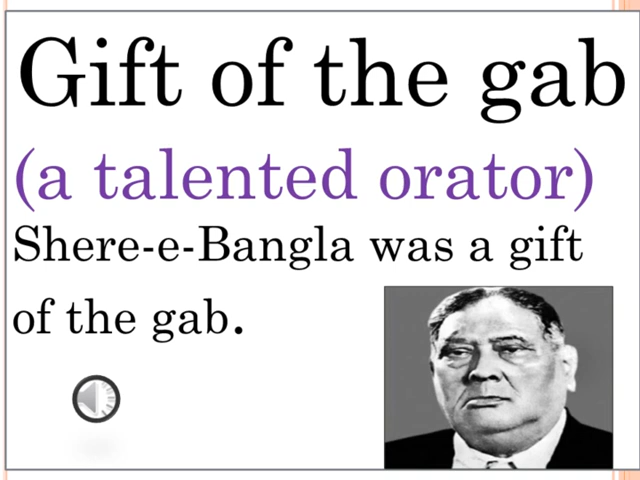 Gift of the gab
(a talented orator)
Shere-e-Bangla was a gift
of the gab.